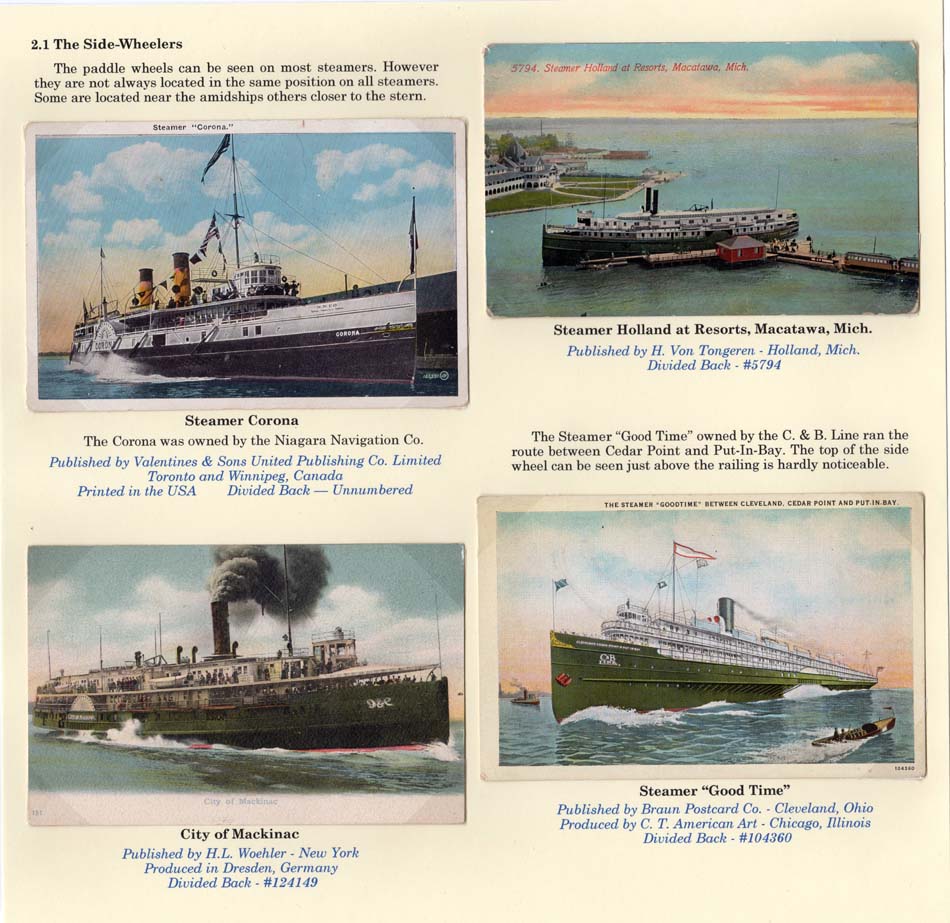 2.1 The Side-Wheelers
The paddle wheels can be seen on most steamers. However
they are not always located in the same position on all steamers.
Some are located near the amidships others closer to the stern.
Steamer "Corona."
CORONA
CORONA
Steamer Corona
The Corona was owned by the Niagara Navigation Co.
Published by Valentines & Sons United Publishing Co. Limited
Toronto and Winnipeg, Canada
Printed in the USA Divided Back — Unnumbered
City of Mackinac
151
City of Mackinac
Published by H.L. Woehler - New York
Produced in Dresden, Germany
Divided Back - #124149
5794. Steamer Holland at Resorts, Macatawa, Mich.
Steamer Holland at Resorts, Macatawa, Mich.
Published by H. Von Tongeren - Holland, Mich.
Divided Back - #5794
The Steamer “Good Time” owned by the C. & B. Line ran the
route between Cedar Point and Put-In-Bay. The top of the side
wheel can be seen just above the railing is hardly noticeable.
THE STEAMER "GOODTIME" BETWEEN CLEVELAND, CEDAR POINT AND PUT-IN-BAY.
C&B
LINE
104360
Steamer “Good Time”
Published by Braun Postcard Co. - Cleveland, Ohio
Produced by C. T. American Art - Chicago, Illinois
Divided Back - #104360